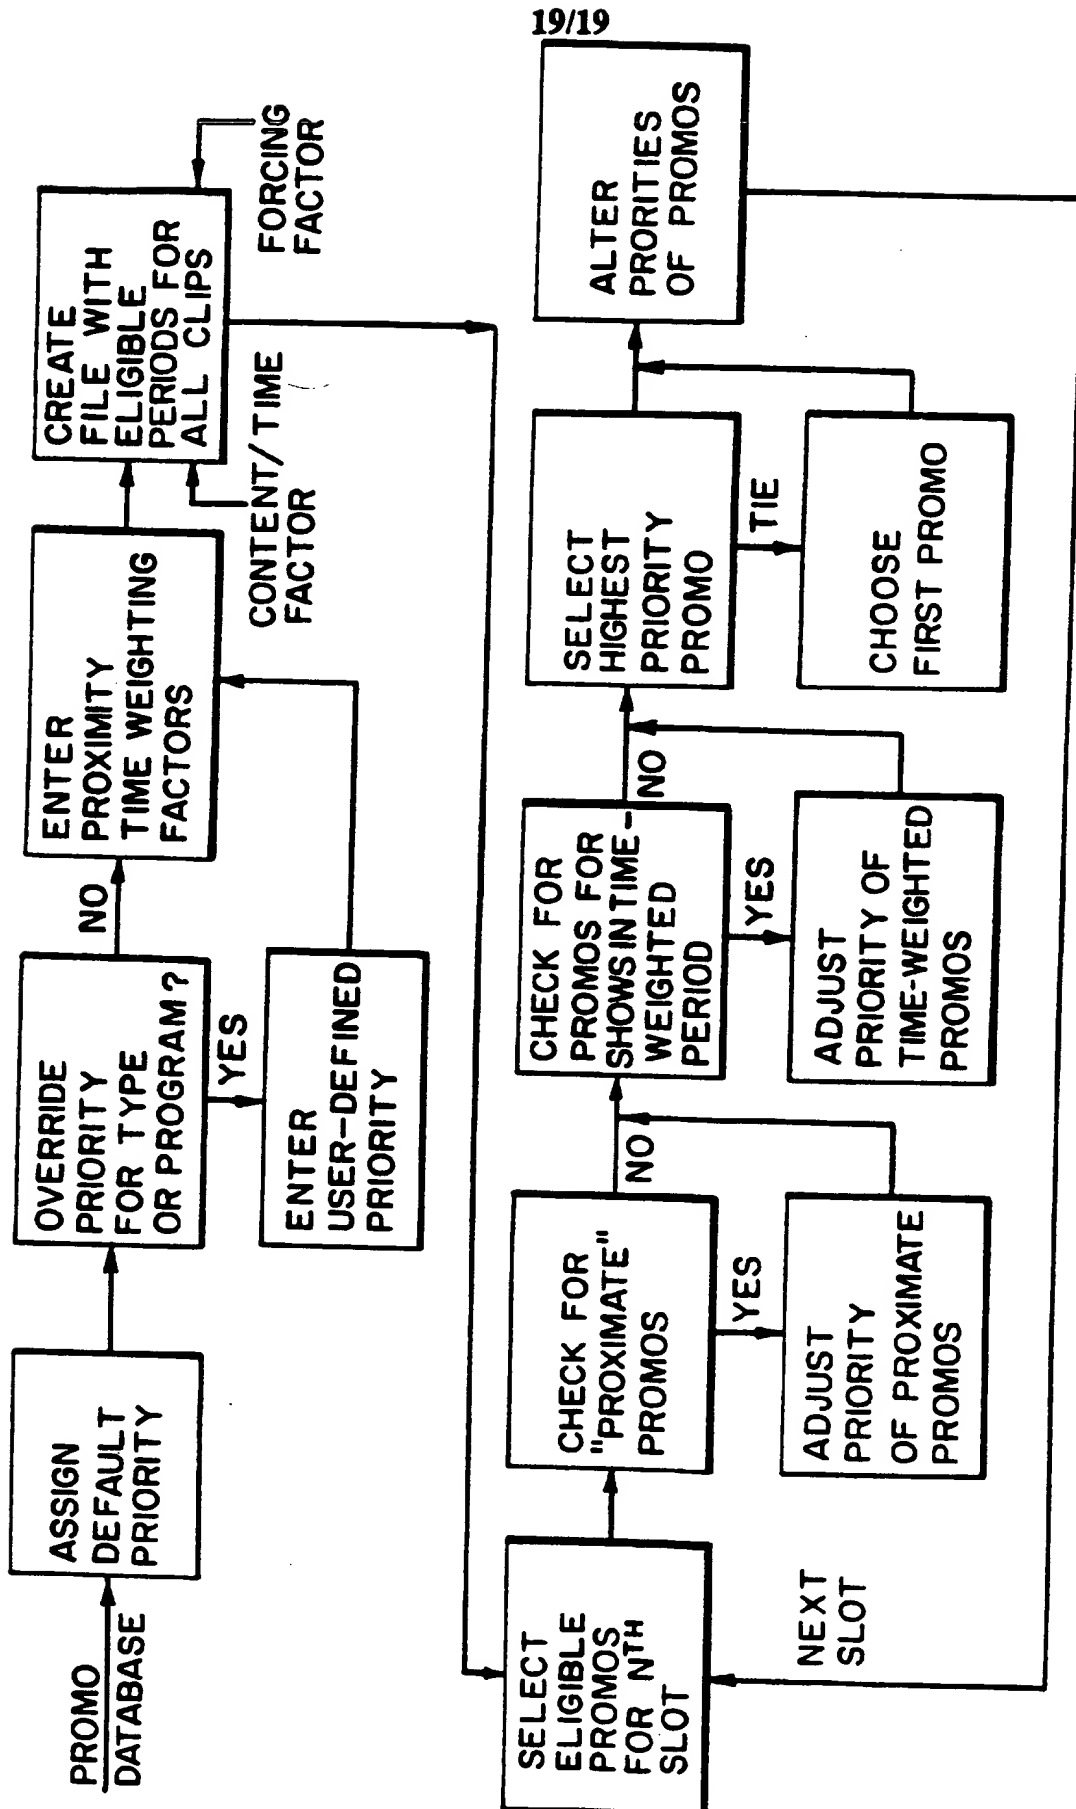 19/19
PROMO
DATABASE
ASSIGN
DEFAULT
PRIORITY
OVERRIDE
PRIORITY
FOR TYPE
OR PROGRAM?
NO
YES
ENTER
USER-DEFINED
PRIORITY
ENTER
PROXIMITY
TIME WEIGHTING
FACTORS
CREATE
FILE WITH
ELIGIBLE
PERIODS FOR
ALL CLIPS
CONTENT/TIME
FACTOR
FORCING
FACTOR
SELECT
ELIGIBLE
PROMOS
FOR NTH
SLOT
NEXT
SLOT
CHECK FOR
"PROXIMATE"
PROMOS
NO
YES
ADJUST
PRIORITY
OF PROXIMATE
PROMOS
CHECK FOR
PROMOS FOR
SHOWS IN TIME-
WEIGHTED
PERIOD
NO
YES
ADJUST
PRIORITY OF
TIME-WEIGHTED
PROMOS
SELECT
HIGHEST
PRIORITY
PROMO
TIE
CHOOSE
FIRST PROMO
ALTER
PRORITIES
OF PROMOS